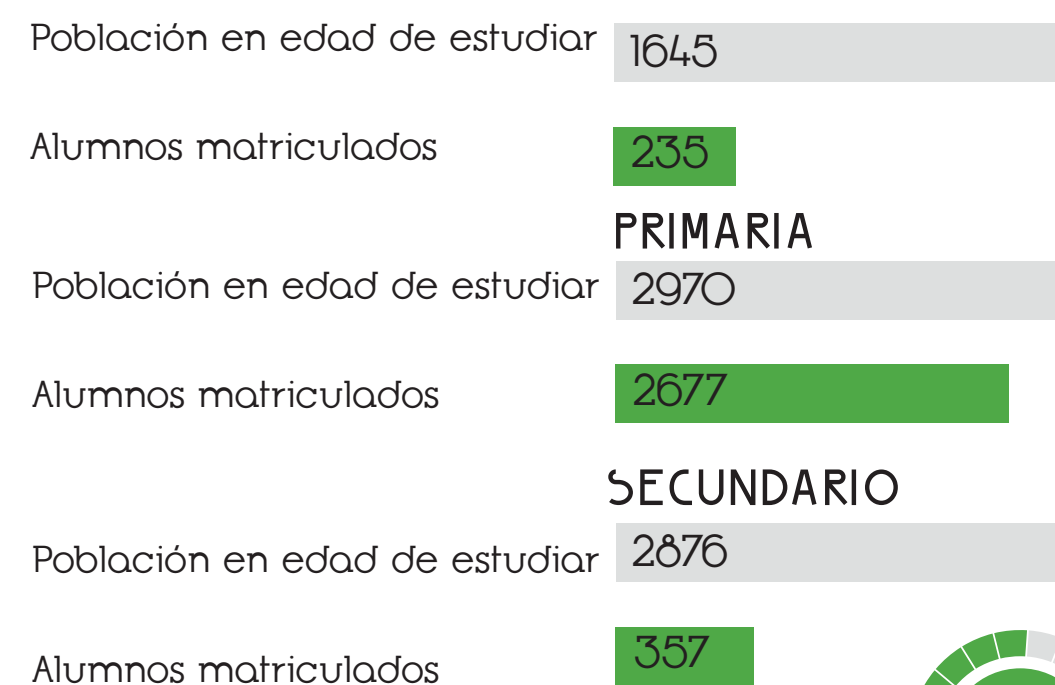 Población en edad de estudiar 1645
Alumnos matriculados 235
PRIMARIA
Población en edad de estudiar 2970
Alumnos matriculados 2677
SECUNDARIO
Población en edad de estudiar 2876
Alumnos matriculados 357